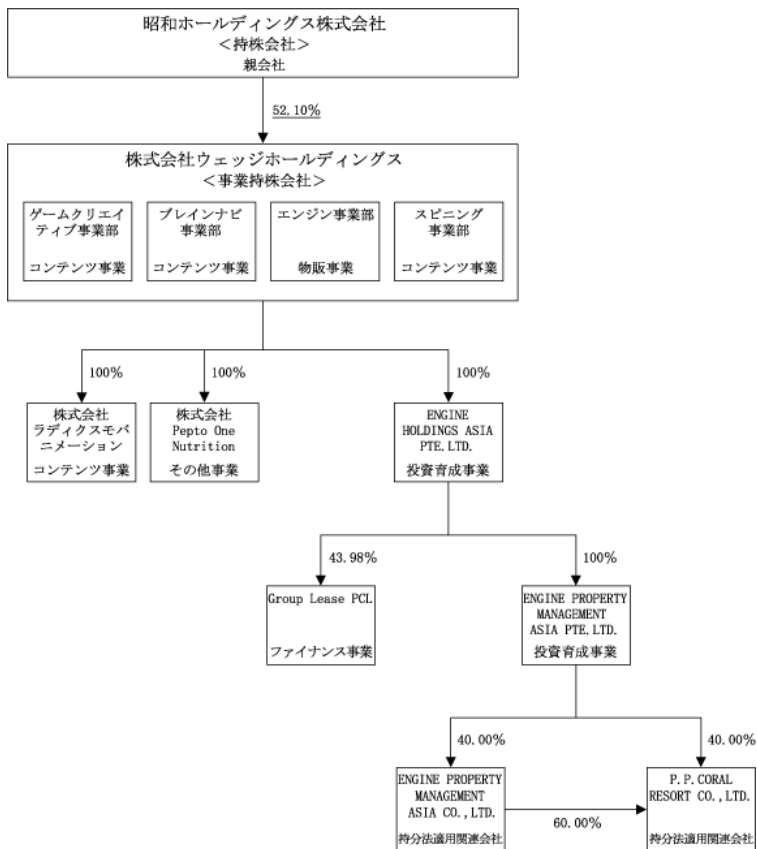 昭和ホールディングス株式会社
＜持株会社＞
親会社
52.10%
株式会社ウェッジホールディングス
＜事業持株会社＞
ゲームクリエイ
ティブ事業部
コンテンツ事業
ブレインナビ
事業部
コンテンツ事業
エンジン事業部
物販事業
スピニング
事業部
コンテンツ事業
100%
100%
100%
株式会社
ラディクスモバ
ニメーション
コンテンツ事業
株式会社
Pepto One
Nutrition
その他事業
ENGINE
HOLDINGS ASIA
PTE.LTD.
投資育成事業
43.98%
100%
Group Lease PCL
ファイナンス事業
ENGINE PROPERTY
MANAGEMENT
ASIA PTE.LTD.
投資育成事業
40.00%
40.00%
ENGINE PROPERTY
MANAGEMENT
ASIA CO.,LTD.
持分法適用関連会社
60.00%
P.P.CORAL
RESORT CO.,LTD.
持分法適用関連会社